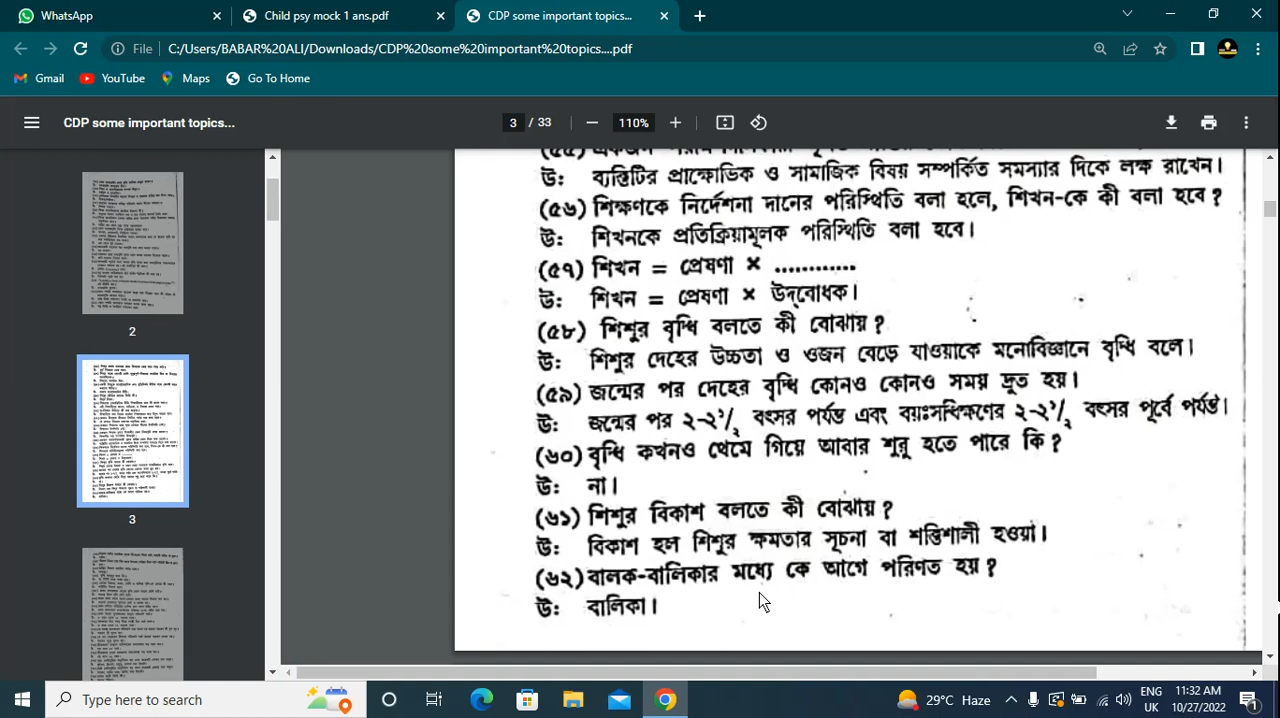 WhatsApp
Child psy mock 1 ans.pdf
CDP some important topics...
File
C:/Users/BABAR%20ALI/Downloads/CDP%20some%20important%20topics....pdf
Gmail
YouTube
Maps
Go To Home
CDP some important topics...
3 / 33
110%
2
3
উঃ ব্যক্তিটির প্রাক্ষোভিক ও সামাজিক বিষয় সম্পর্কিত সমস্যার দিকে লক্ষ রাখেন।
(৫৬) শিক্ষণকে নির্দেশনা দানের পরিস্থিতি বলা হলে, শিখন-কে কী বলা হবে ?
উঃ শিখনকে প্রতিক্রিয়ামূলক পরিস্থিতি বলা হবে।
(৫৭) শিখন = প্রেষণা × ............
উঃ শিখন = প্রেষণা × উদ্‌বোধক।
(৫৮) শিশুর বৃদ্ধি বলতে কী বোঝায় ?
উঃ শিশুর দেহের উচ্চতা ও ওজন বেড়ে যাওয়াকে মনোবিজ্ঞানে বৃদ্ধি বলে।
(৫৯) জন্মের পর দেহের বৃদ্ধি কোনও কোনও সময় দ্রুত হয়।
উঃ জন্মের পর ২-২১/২ বৎসর পর্যন্ত এবং বয়ঃসন্ধিক্ষণের ২-২১/২ বৎসর পূর্বে পর্যন্ত।
(৬০) বৃদ্ধি কখনও থেমে গিয়ে আবার শুরু হতে পারে কি ?
উঃ না।
(৬১) শিশুর বিকাশ বলতে কী বোঝায় ?
উঃ বিকাশ হল শিশুর ক্ষমতার সূচনা বা শক্তিশালী হওয়া।
(৬২) বালক-বালিকার মধ্যে কে আগে পরিণত হয় ?
উঃ বালিকা।
Type here to search
29°C Haze
ENG
UK
11:32 AM
10/27/2022
1